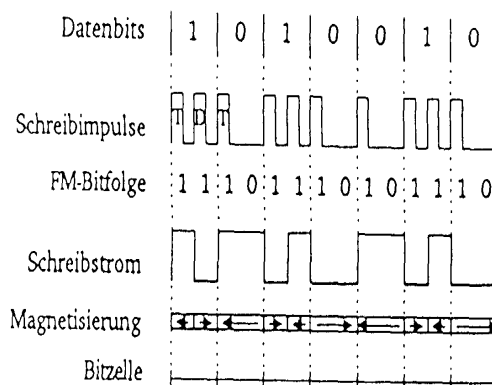 Datenbits 1 0 1 0 0 1 0
T D T
Schreibimpulse
FM-Bitfolge 1 1 1 0 1 1 1 0 1 0 1 1 1 0
Schreibstrom
Magnetisierung
Bitzelle